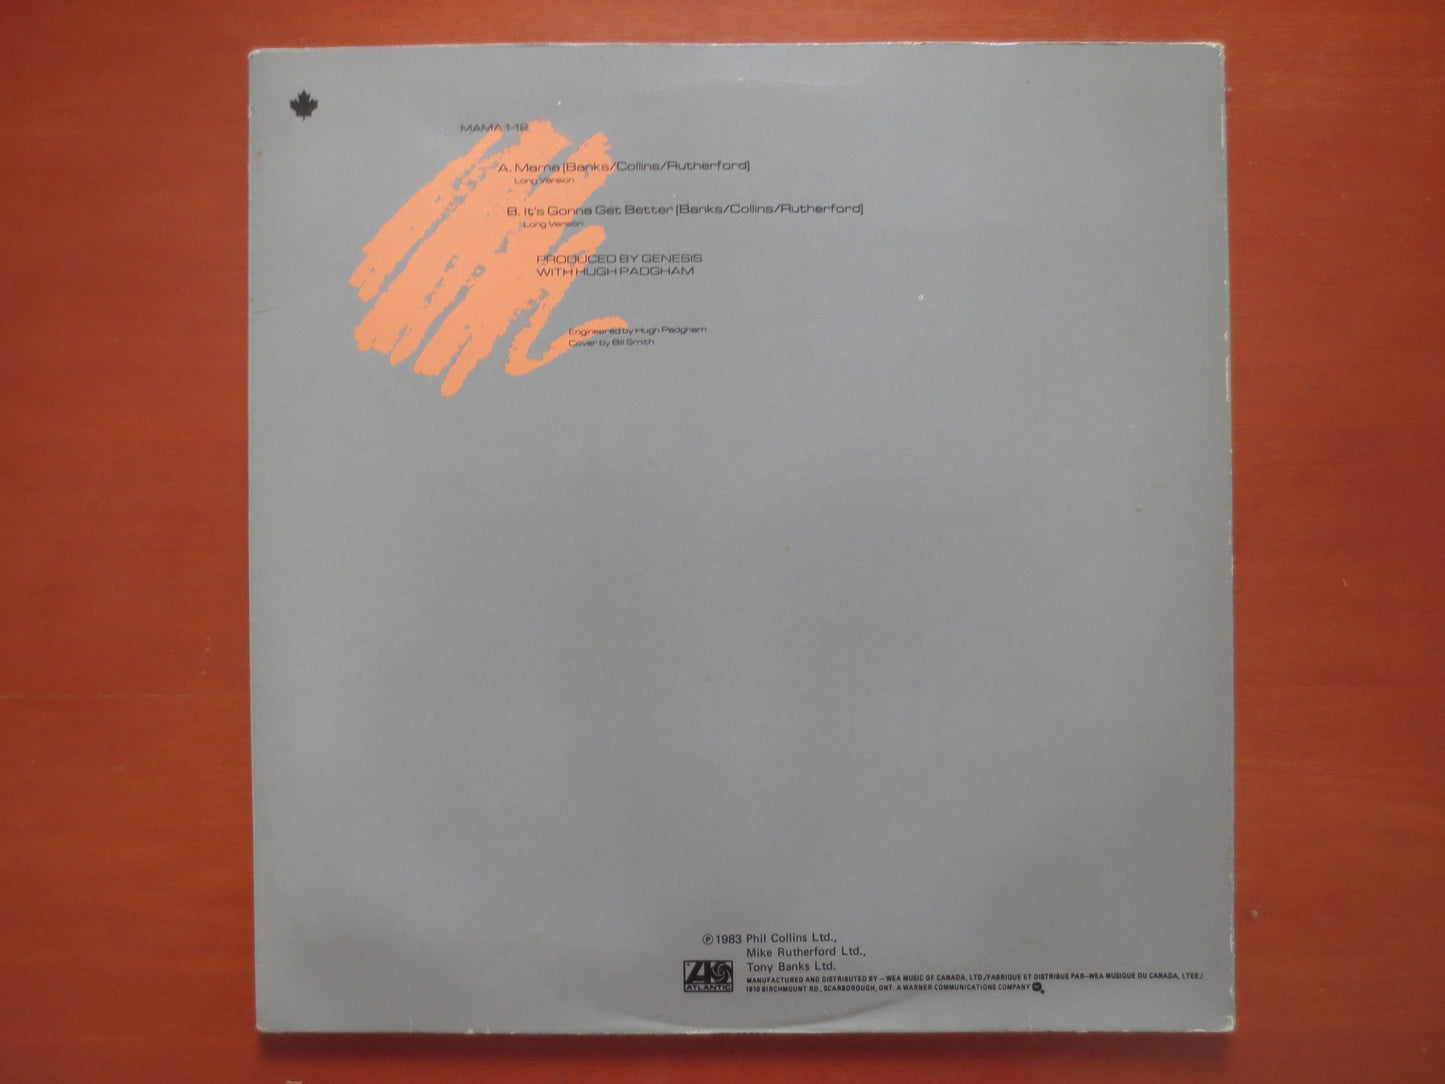 MAMA 1-12
A. Mama (Banks/Collins/Rutherford)
Long Version
B. It's Gonna Get Better (Banks/Collins/Rutherford)
Long Version
PRODUCED BY GENESIS
WITH HUGH PADGHAM
Engineered by Hugh Padgham
Cover by Bill Smith
℗1983 Phil Collins Ltd.,
Mike Rutherford Ltd.,
Tony Banks Ltd.
ATLANTIC
MANUFACTURED AND DISTRIBUTED BY – WEA MUSIC OF CANADA, LTD./FABRIQUE ET DISTRIBUE PAR–WEA MUSIQUE DU CANADA, LTEE./
1810 BIRCHMOUNT RD., SCARBOROUGH, ONT. A WARNER COMMUNICATIONS COMPANY